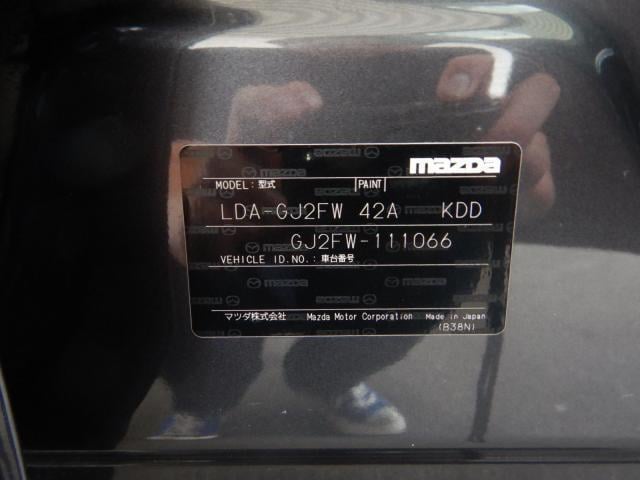 mazda
MODEL:型式 PAINT
LDA-GJ2FW 42A KDD
GJ2FW-111066
VEHICLE ID.NO.:車台番号
マツダ株式会社 Mazda Motor Corporation Made in Japan
(B38N)